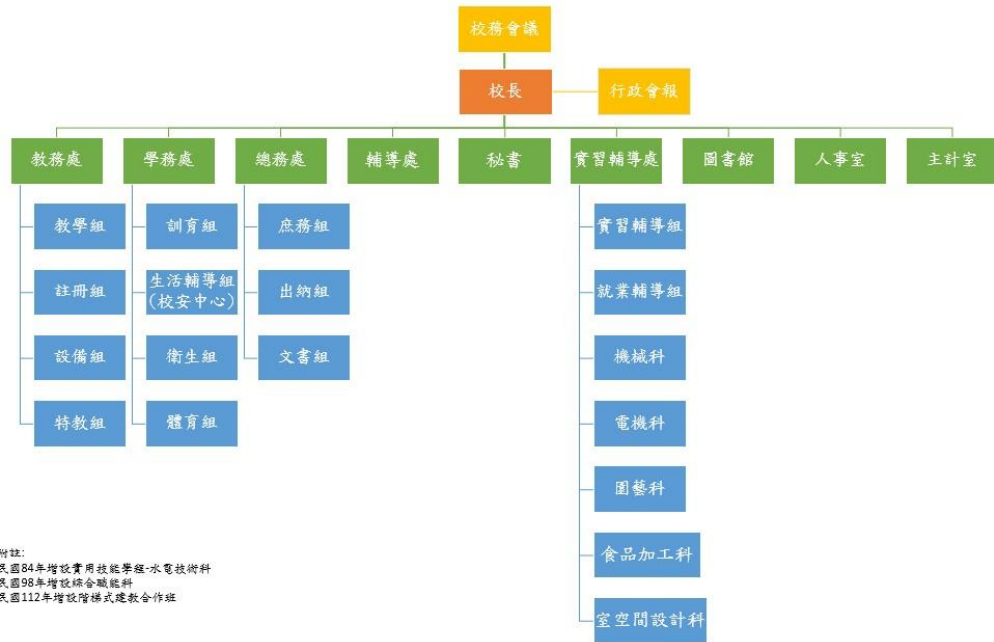 校務會議
校長
行政會報
教務處
學務處
總務處
輔導處
秘書
實習輔導處
圖書館
人事室
主計室
教學組
註冊組
設備組
特教組
訓育組
生活輔導組
(校安中心)
衛生組
體育組
庶務組
出納組
文書組
實習輔導組
就業輔導組
機械科
電機科
園藝科
食品加工科
室空間設計科
附註:
民國84年增設實用技能學程-水電技術科
民國98年增設綜合職能科
民國112年增設階梯式建教合作班